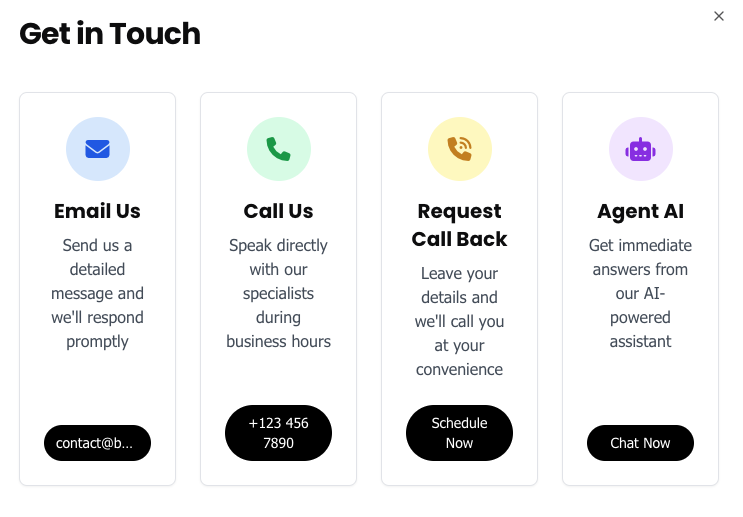 Get in Touch
Email Us
Send us a
detailed
message and
we'll respond
promptly
contact@b...
Call Us
Speak directly
with our
specialists
during
business hours
+123 456
7890
Request
Call Back
Leave your
details and
we'll call you
at your
convenience
Schedule
Now
Agent AI
Get immediate
answers from
our AI-
powered
assistant
Chat Now